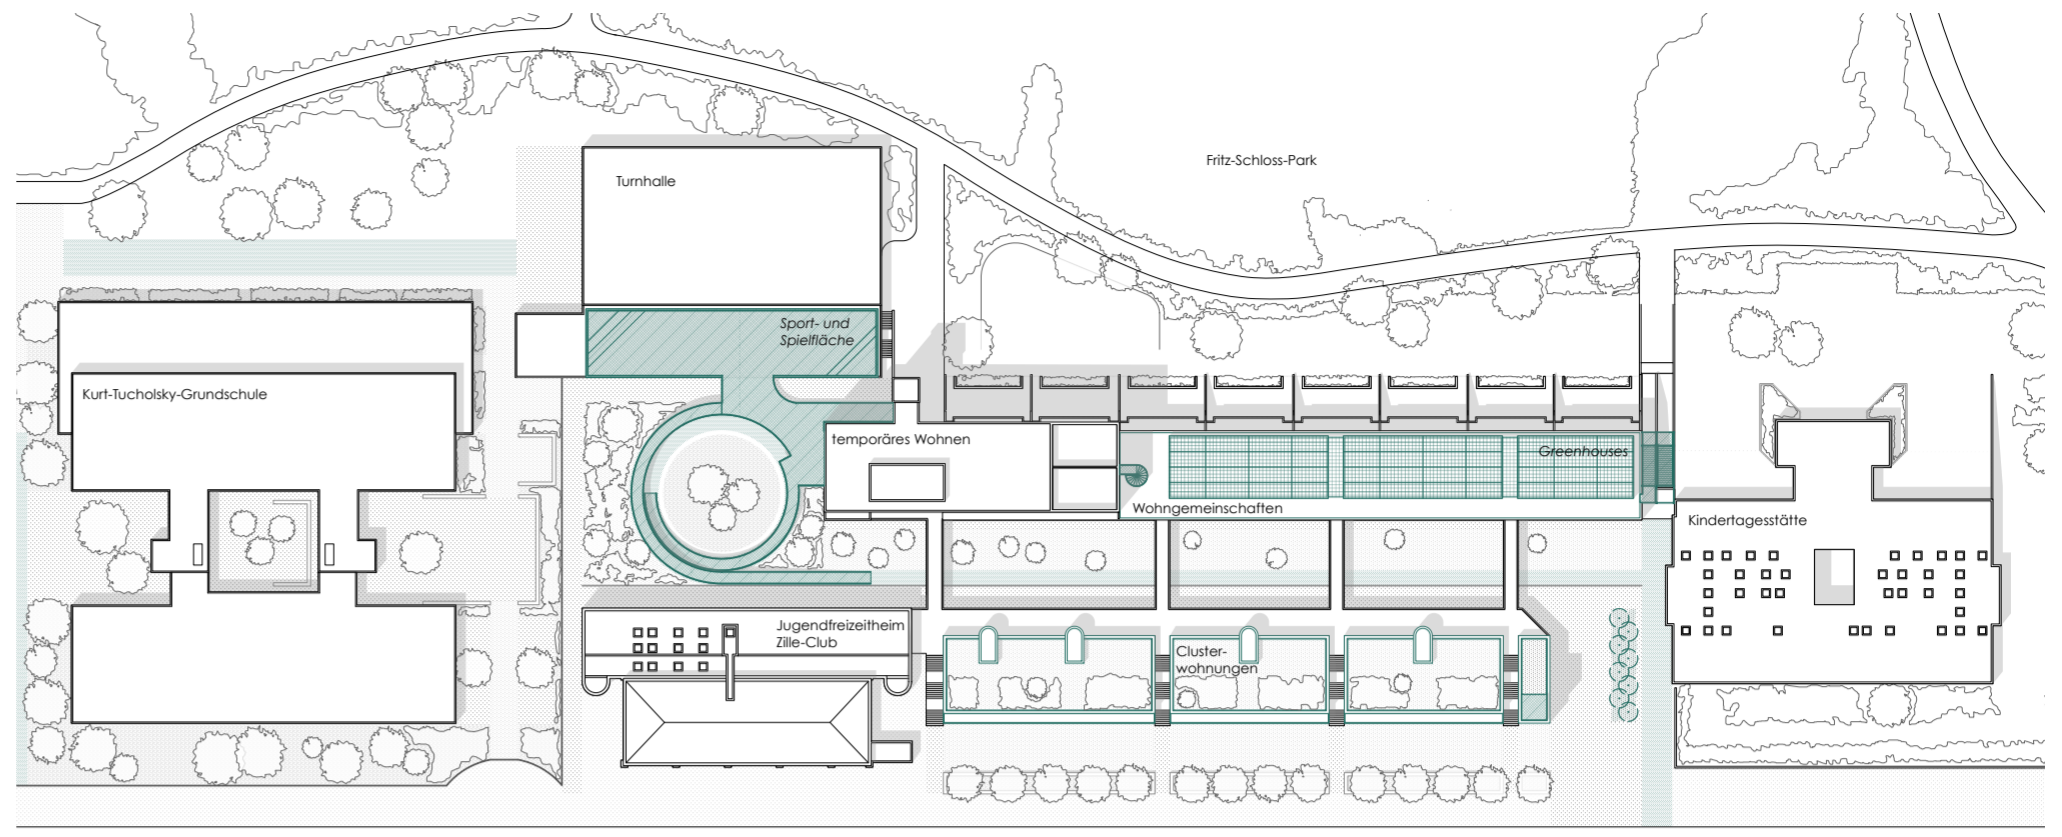 Fritz-Schloss-Park
Turnhalle
Sport- und
Spielfläche
Kurt-Tucholsky-Grundschule
temporäres Wohnen
Greenhouses
Wohngemeinschaften
Kindertagesstätte
Jugendfreizeitheim
Zille-Club
Cluster-
wohnungen